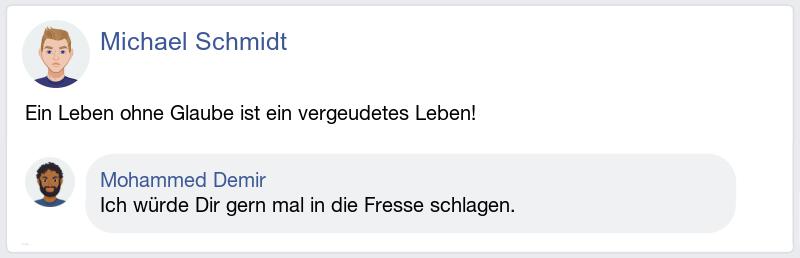 Michael Schmidt
Ein Leben ohne Glaube ist ein vergeudetes Leben!
Mohammed Demir
Ich würde Dir gern mal in die Fresse schlagen.